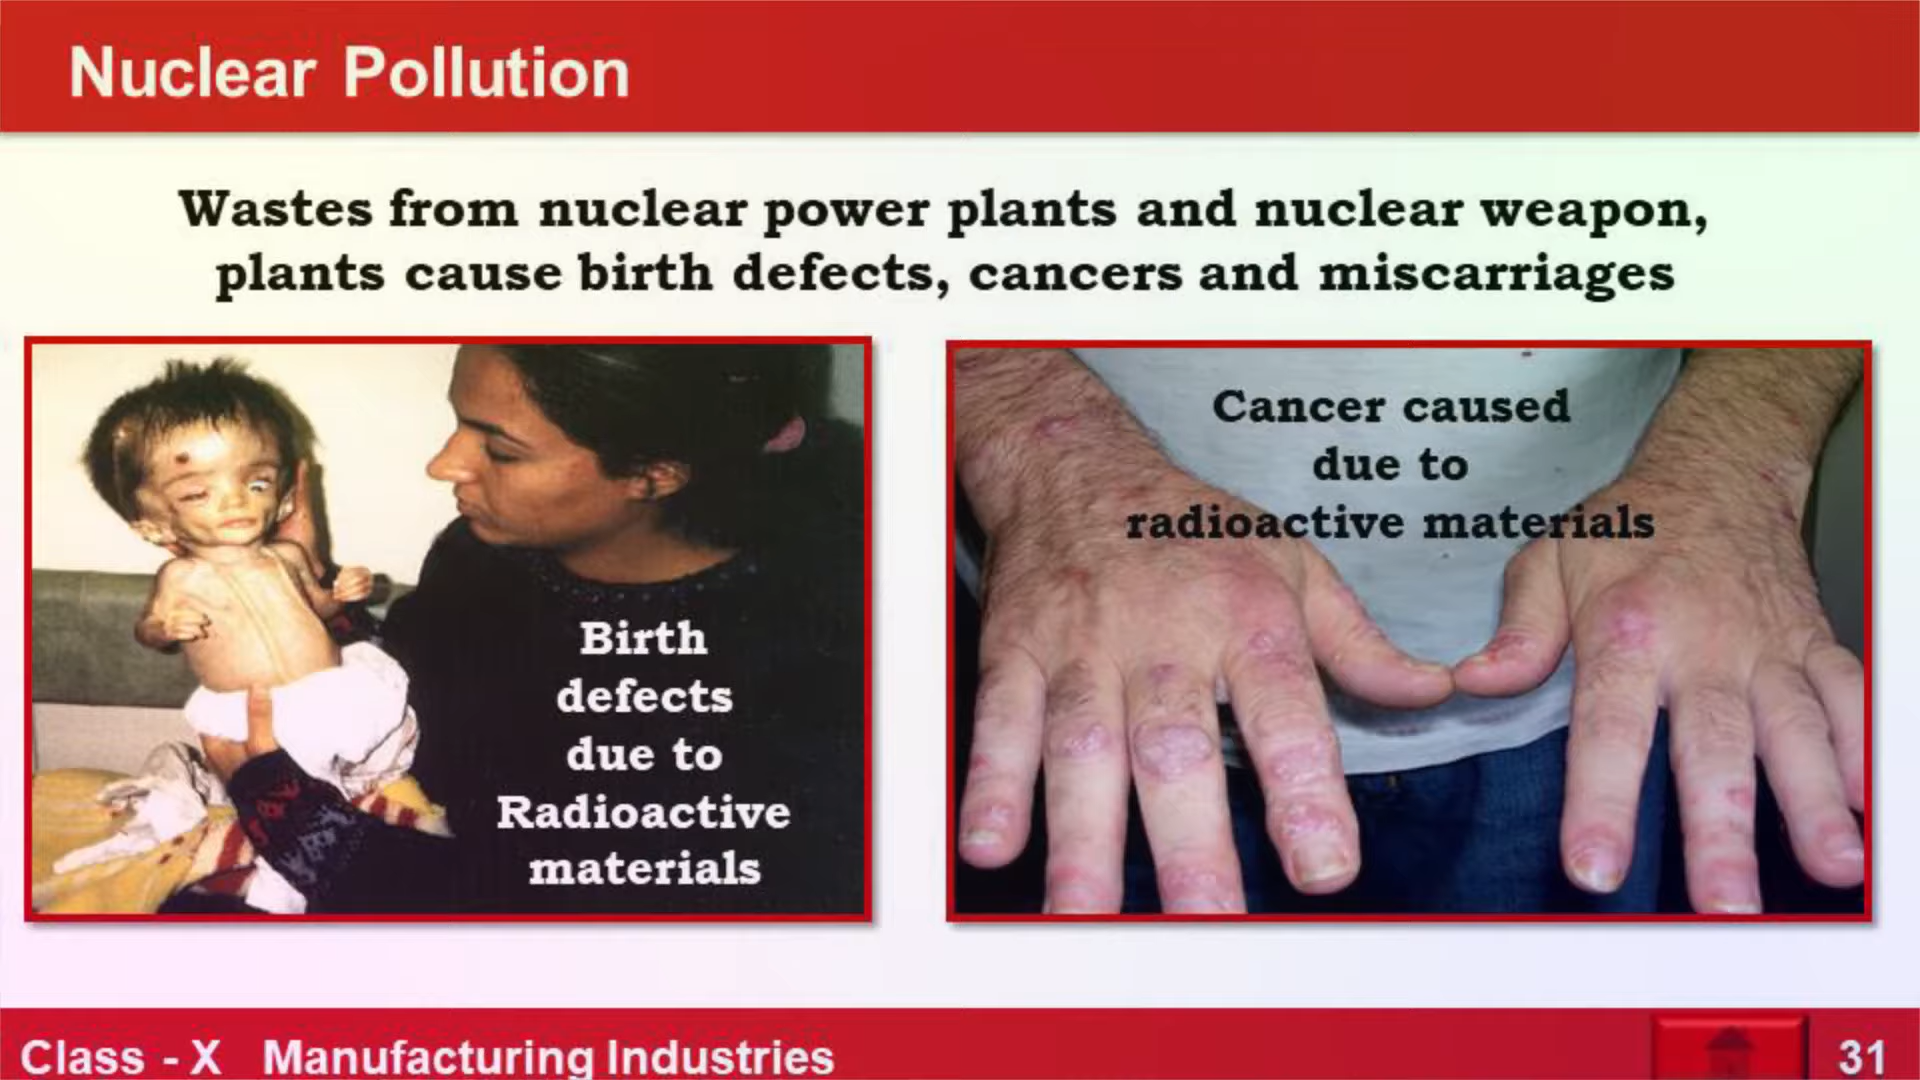 Nuclear Pollution
Wastes from nuclear power plants and nuclear weapon,
plants cause birth defects, cancers and miscarriages
Birth
defects
due to
Radioactive
materials
Cancer caused
due to
radioactive materials
Class - X Manufacturing Industries
31